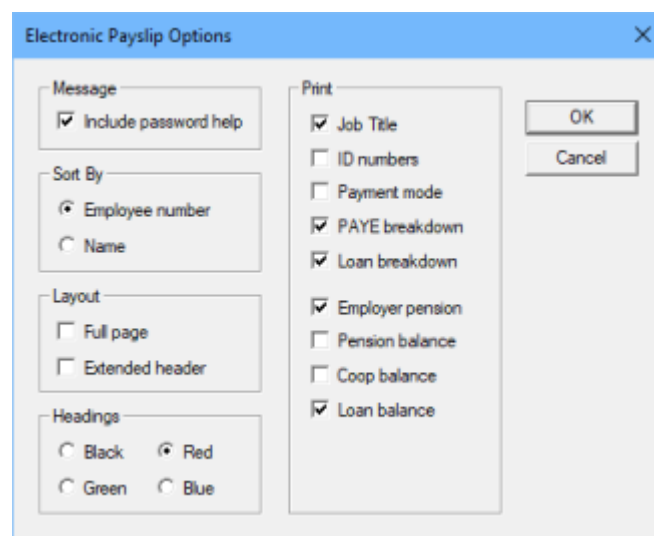 Electronic Payslip Options
Message
Include password help
Sort By
Employee number
Name
Layout
Full page
Extended header
Headings
Black
Red
Green
Blue
Print
Job Title
ID numbers
Payment mode
PAYE breakdown
Loan breakdown
Employer pension
Pension balance
Coop balance
Loan balance
OK
Cancel